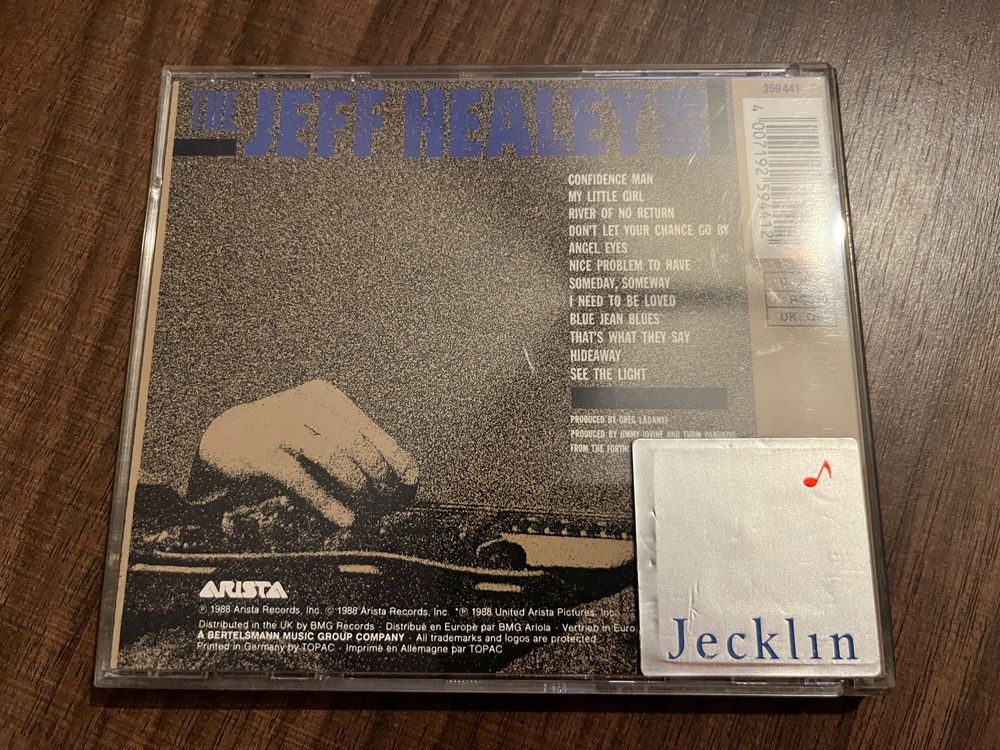 THE JEFF HEALEY BAND
259 441
4 007192 594412
CONFIDENCE MAN
MY LITTLE GIRL
RIVER OF NO RETURN
DON'T LET YOUR CHANCE GO BY
ANGEL EYES
NICE PROBLEM TO HAVE*
SOMEDAY, SOMEWAY
I NEED TO BE LOVED
BLUE JEAN BLUES
THAT'S WHAT THEY SAY
HIDEAWAY
SEE THE LIGHT
PRODUCED BY GREG LADANYI
PRODUCED BY JIMMY IOVINE AND THOM PANUNZIO
FROM THE
UK:
Jecklin
ARISTA
℗ 1988 Arista Records, Inc. © 1988 Arista Records, Inc. *℗ 1988 United Artista Pictures, Inc.
Distributed in the UK by BMG Records · Distribué en Europe par BMG Ariola · Vertrieb in Euro
A BERTELSMANN MUSIC GROUP COMPANY · All trademarks and logos are protected
Printed in Germany by TOPAC · Imprimé en Allemagne par TOPAC